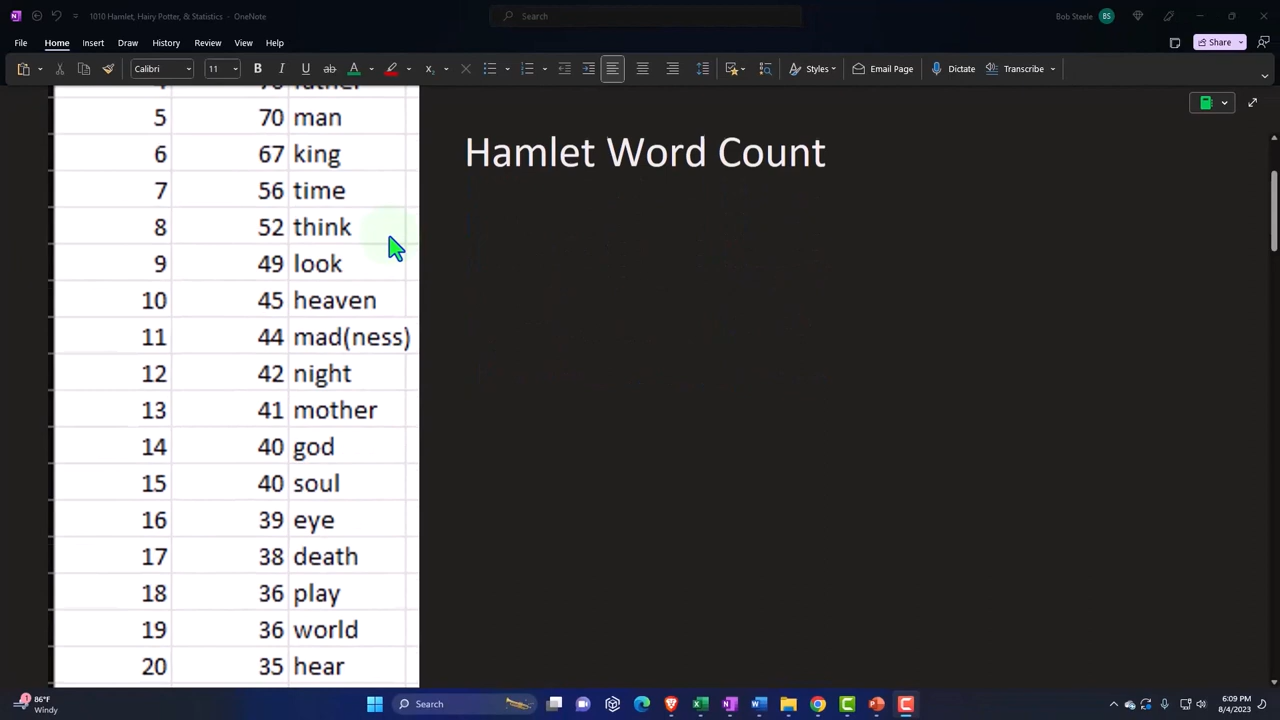 1010 Hamlet, Hairy Potter, & Statistics - OneNote
Search
Bob Steele
BS
File Home Insert Draw History Review View Help
Share
Calibri 11 B I U ab A Styles Email Page Dictate Transcribe
Hamlet Word Count
5 70 man
6 67 king
7 56 time
8 52 think
9 49 look
10 45 heaven
11 44 mad(ness)
12 42 night
13 41 mother
14 40 god
15 40 soul
16 39 eye
17 38 death
18 36 play
19 36 world
20 35 hear
1
86°F
Windy
Search
6:09 PM
8/4/2023